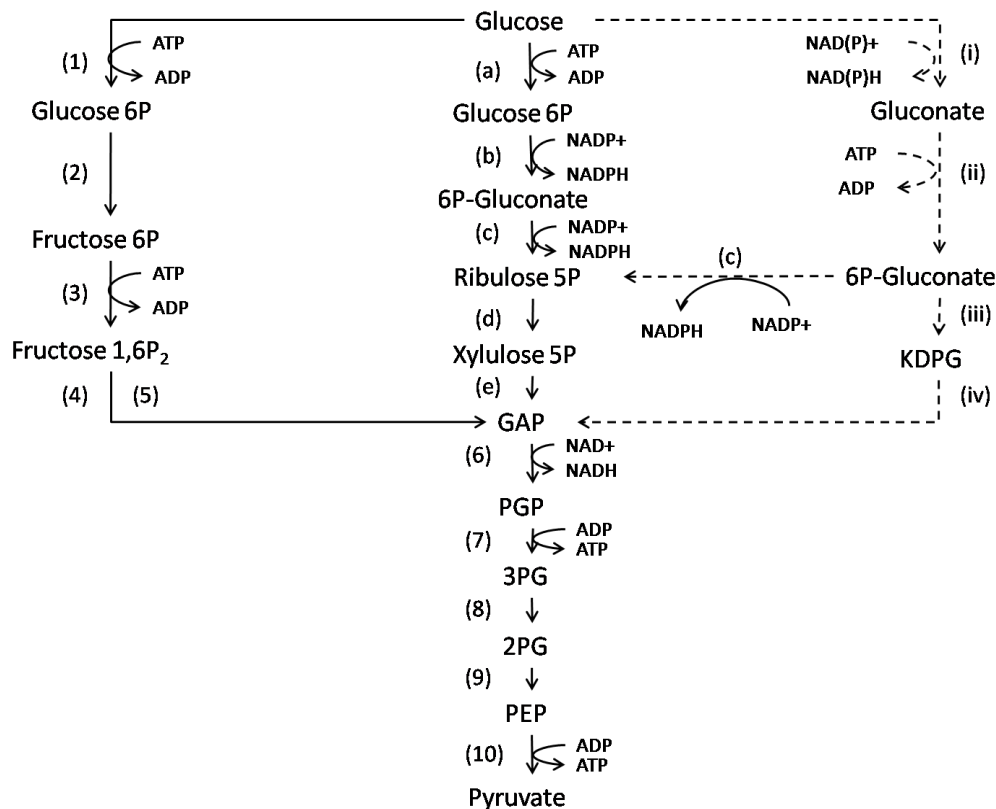 Glucose
(1)
ATP
ADP
(a)
ATP
ADP
NAD(P)+
NAD(P)H
(i)
Glucose 6P
Glucose 6P
Gluconate
(2)
(b)
NADP+
NADPH
ATP
ADP
(ii)
6P-Gluconate
Fructose 6P
(c)
NADP+
NADPH
(c)
(3)
ATP
ADP
Ribulose 5P
6P-Gluconate
NADPH
NADP+
(d)
(iii)
Fructose 1,6P₂
Xylulose 5P
KDPG
(4)
(5)
(e)
(iv)
GAP
(6)
NAD+
NADH
PGP
(7)
ADP
ATP
3PG
(8)
2PG
(9)
PEP
(10)
ADP
ATP
Pyruvate